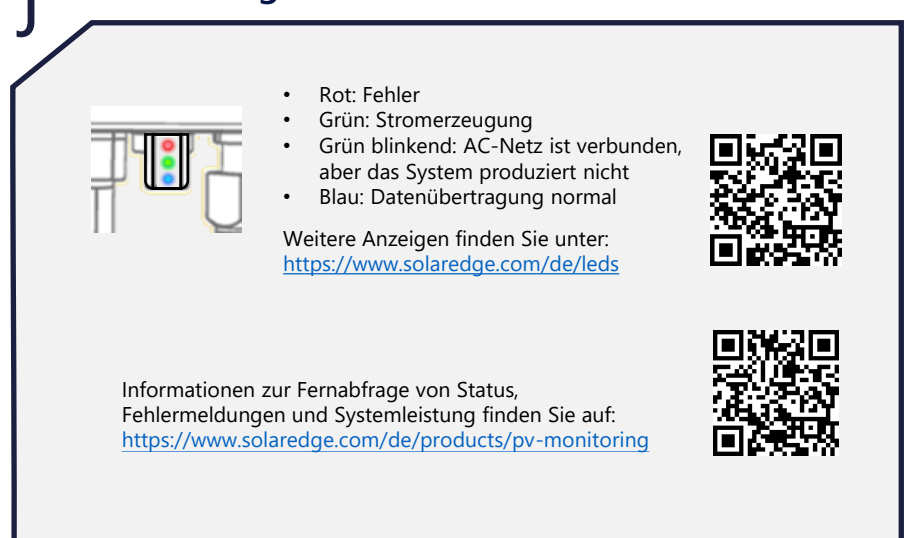 • Rot: Fehler
• Grün: Stromerzeugung
• Grün blinkend: AC-Netz ist verbunden,
aber das System produziert nicht
• Blau: Datenübertragung normal
Weitere Anzeigen finden Sie unter:
https://www.solaredge.com/de/leds
Informationen zur Fernabfrage von Status,
Fehlermeldungen und Systemleistung finden Sie auf:
https://www.solaredge.com/de/products/pv-monitoring